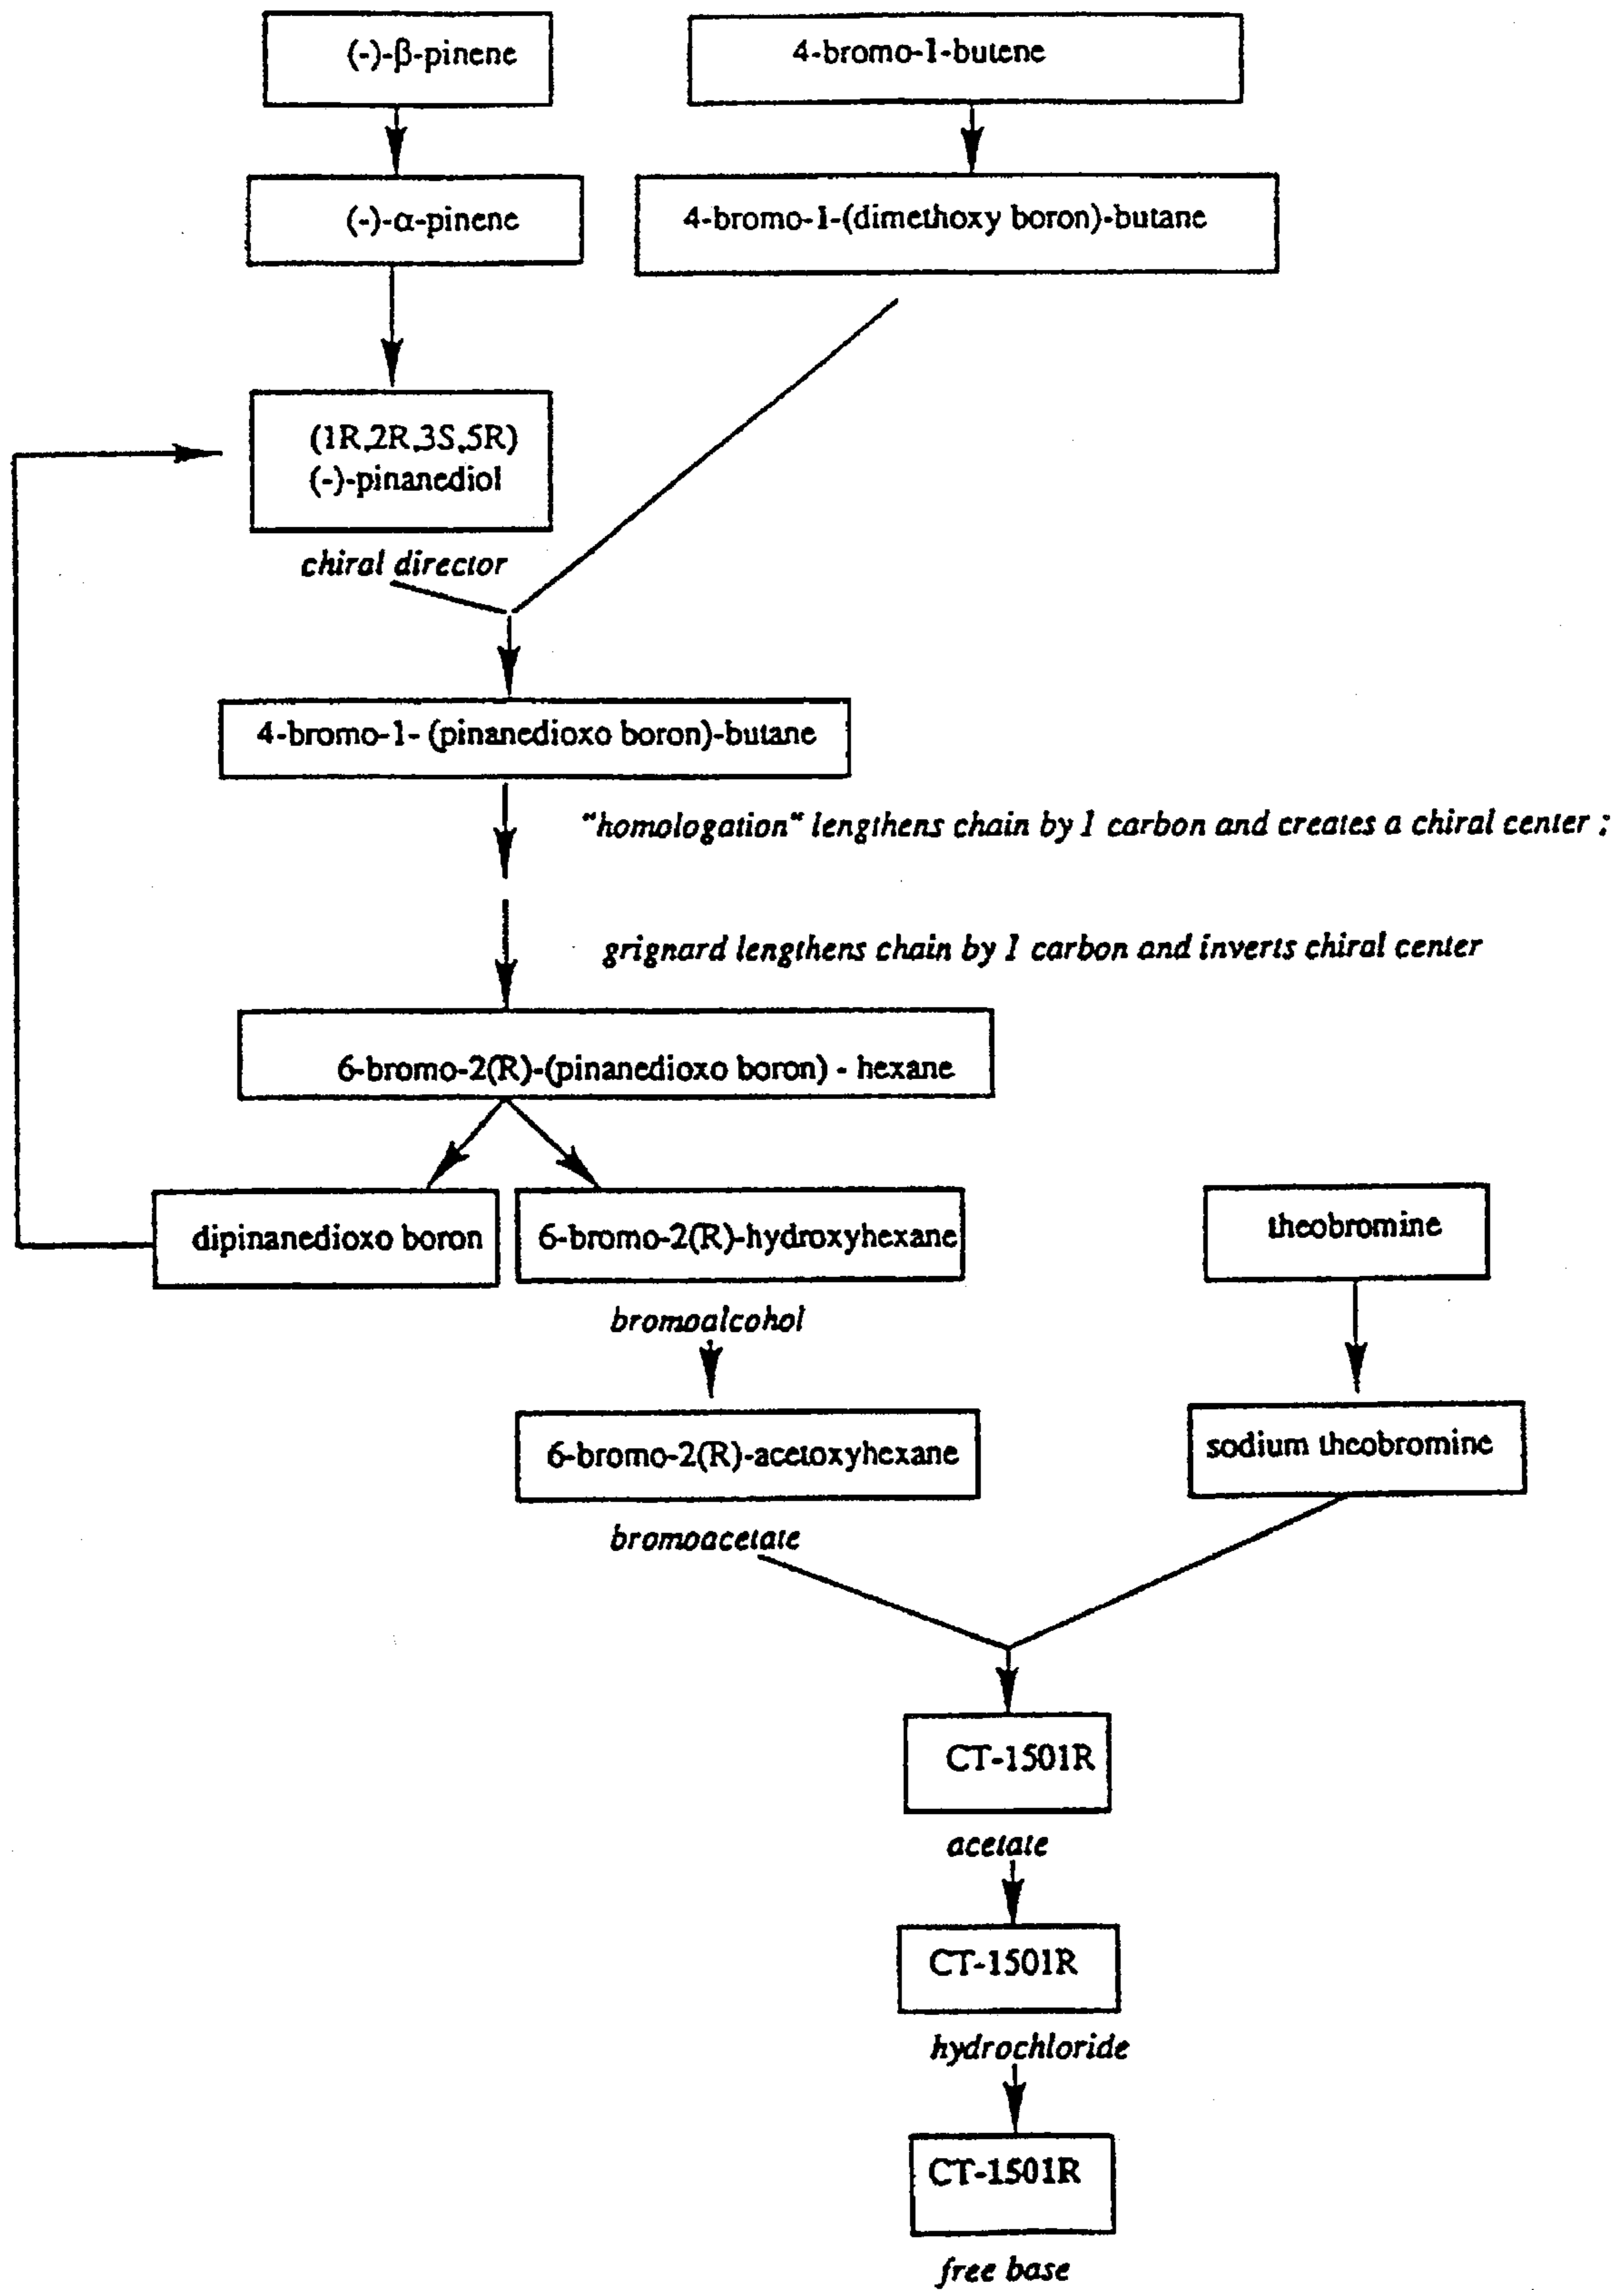 (-)-β-pinene
4-bromo-1-butene
(-)-α-pinene
4-bromo-1-(dimethoxy boron)-butane
(1R,2R,3S,5R)
(-)-pinanediol
chiral director
4-bromo-1- (pinanedioxo boron)-butane
"homologation" lengthens chain by 1 carbon and creates a chiral center ;
grignard lengthens chain by 1 carbon and inverts chiral center
6-bromo-2(R)-(pinanedioxo boron) - hexane
dipinanedioxo boron
6-bromo-2(R)-hydroxyhexane
theobromine
bromoalcohol
6-bromo-2(R)-acetoxyhexane
sodium theobromine
bromoacetate
CT-1501R
acetate
CT-1501R
hydrochloride
CT-1501R
free base